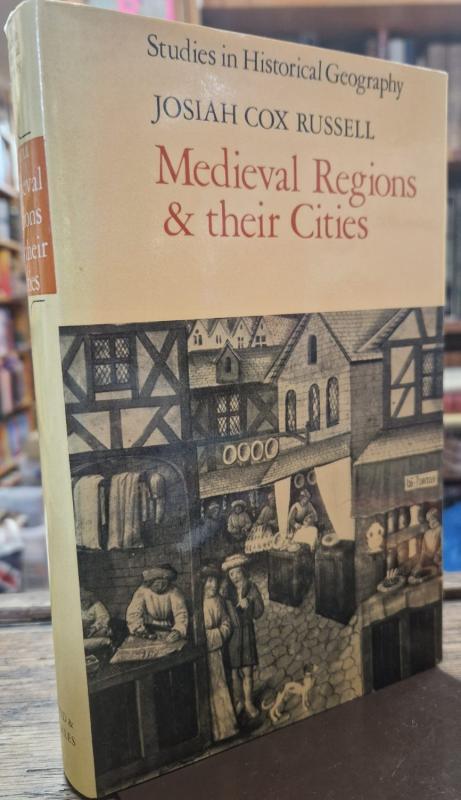 Studies in Historical Geography
JOSIAH COX RUSSELL
Medieval Regions
& their Cities